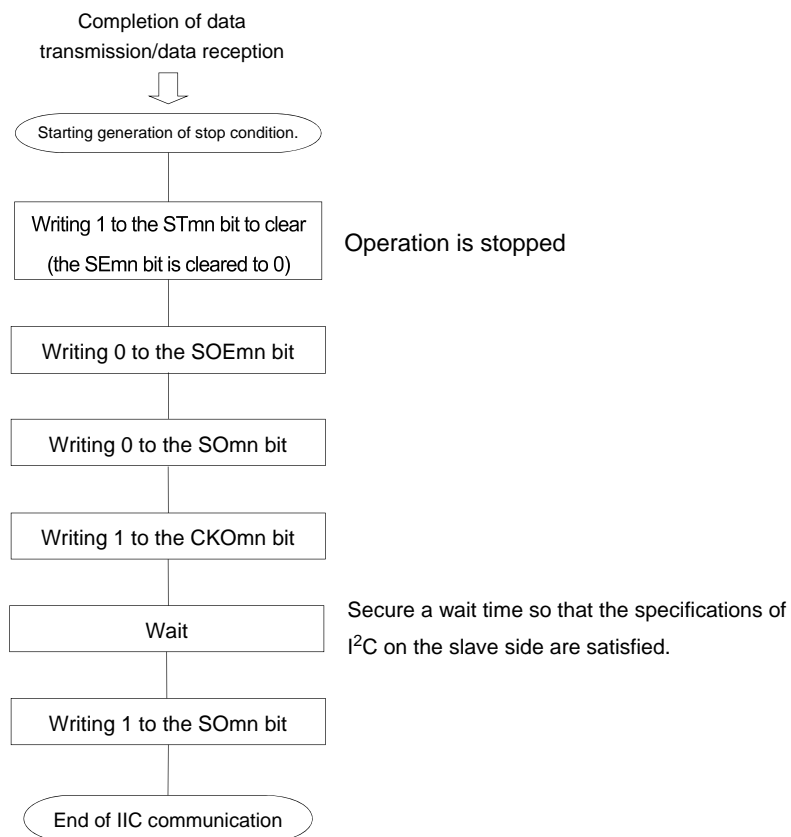 Completion of data
transmission/data reception
Starting generation of stop condition.
Writing 1 to the STmn bit to clear
(the SEmn bit is cleared to 0)
Operation is stopped
Writing 0 to the SOEmn bit
Writing 0 to the SOmn bit
Writing 1 to the CKOmn bit
Wait
Secure a wait time so that the specifications of
I²C on the slave side are satisfied.
Writing 1 to the SOmn bit
End of IIC communication